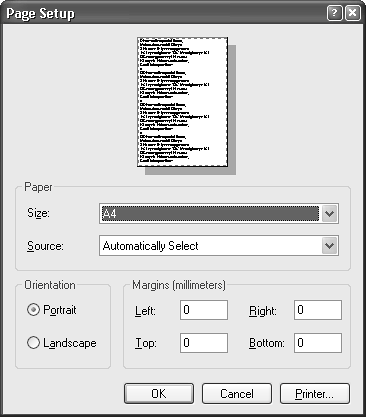 Page Setup
Paper
Size: A4
Source: Automatically Select
Orientation
Portrait
Landscape
Margins (millimeters)
Left: 0 Right: 0
Top: 0 Bottom: 0
OK Cancel Printer...